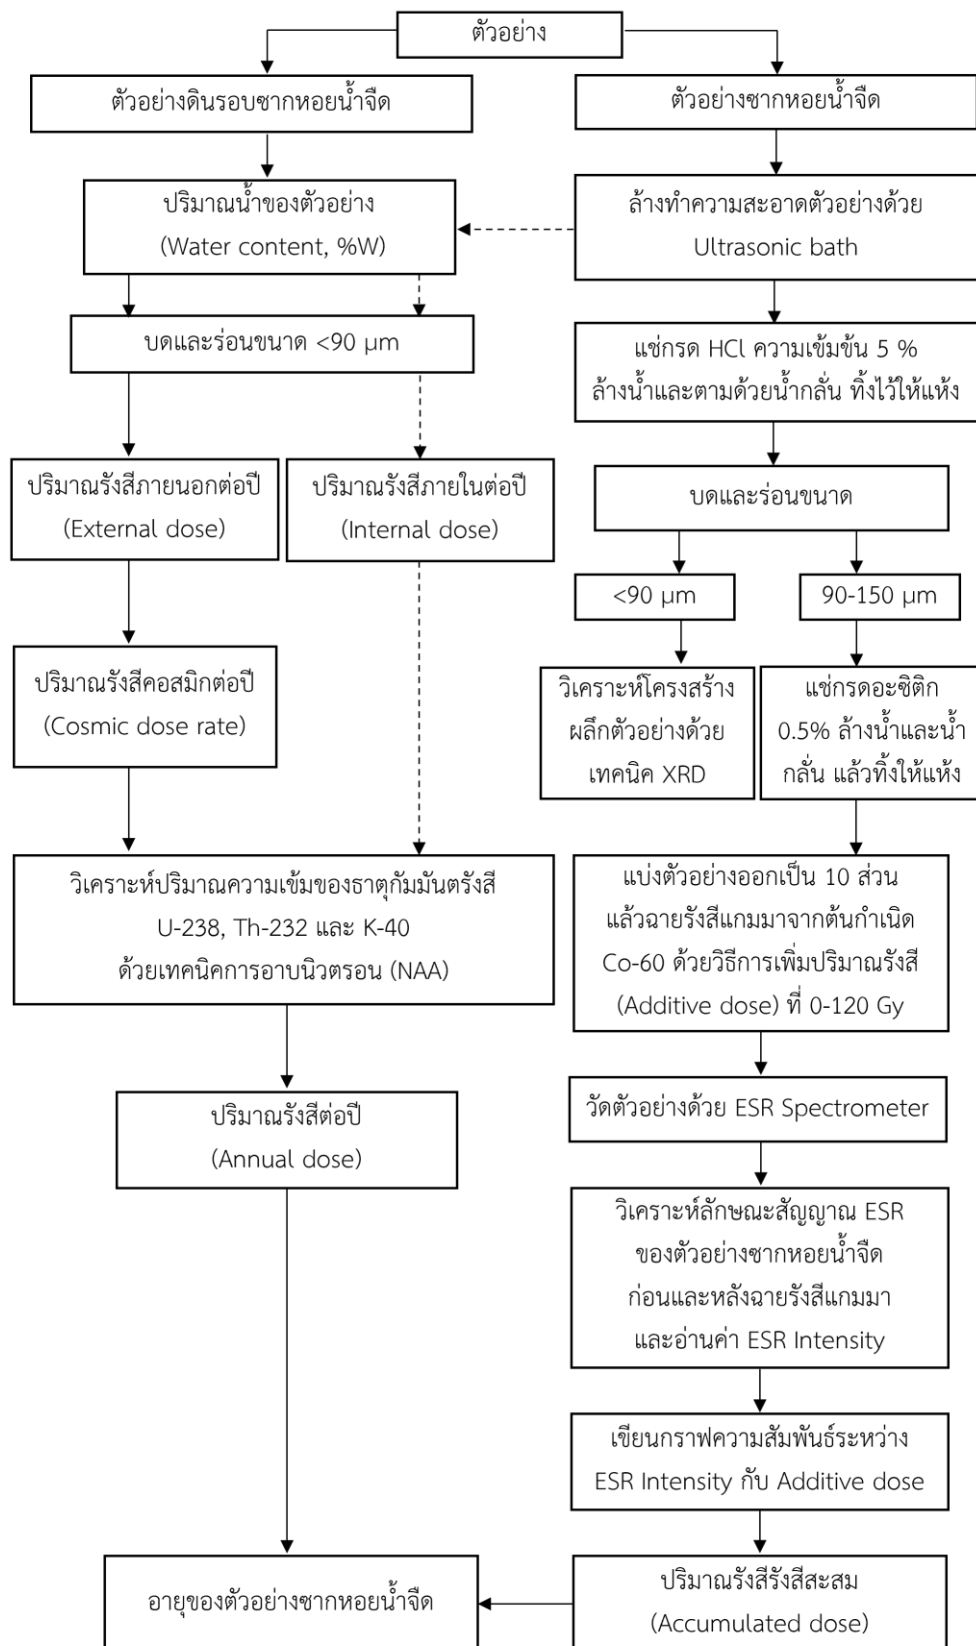 ตัวอย่าง
ตัวอย่างดินรอบซากหอยน้ำจืด
ตัวอย่างซากหอยน้ำจืด
ปริมาณน้ำของตัวอย่าง
(Water content, %W)
ล้างทำความสะอาดตัวอย่างด้วย
Ultrasonic bath
บดและร่อนขนาด <90 µm
แช่กรด HCl ความเข้มข้น 5 %
ล้างน้ำและตามด้วยน้ำกลั่น ทิ้งไว้ให้แห้ง
ปริมาณรังสีภายนอกต่อปี
(External dose)
ปริมาณรังสีภายในต่อปี
(Internal dose)
บดและร่อนขนาด
<90 µm
90-150 µm
ปริมาณรังสีคอสมิกต่อปี
(Cosmic dose rate)
วิเคราะห์โครงสร้าง
ผลึกตัวอย่างด้วย
เทคนิค XRD
แช่กรดอะซิติก
0.5% ล้างน้ำและน้ำ
กลั่น แล้วทิ้งให้แห้ง
วิเคราะห์ปริมาณความเข้มของธาตุกัมมันตรังสี
U-238, Th-232 และ K-40
ด้วยเทคนิคการอาบนิวตรอน (NAA)
แบ่งตัวอย่างออกเป็น 10 ส่วน
แล้วฉายรังสีแกมมาจากต้นกำเนิด
Co-60 ด้วยวิธีการเพิ่มปริมาณรังสี
(Additive dose) ที่ 0-120 Gy
ปริมาณรังสีต่อปี
(Annual dose)
วัดตัวอย่างด้วย ESR Spectrometer
วิเคราะห์ลักษณะสัญญาณ ESR
ของตัวอย่างซากหอยน้ำจืด
ก่อนและหลังฉายรังสีแกมมา
และอ่านค่า ESR Intensity
เขียนกราฟความสัมพันธ์ระหว่าง
ESR Intensity กับ Additive dose
อายุของตัวอย่างซากหอยน้ำจืด
ปริมาณรังสีรังสีสะสม
(Accumulated dose)